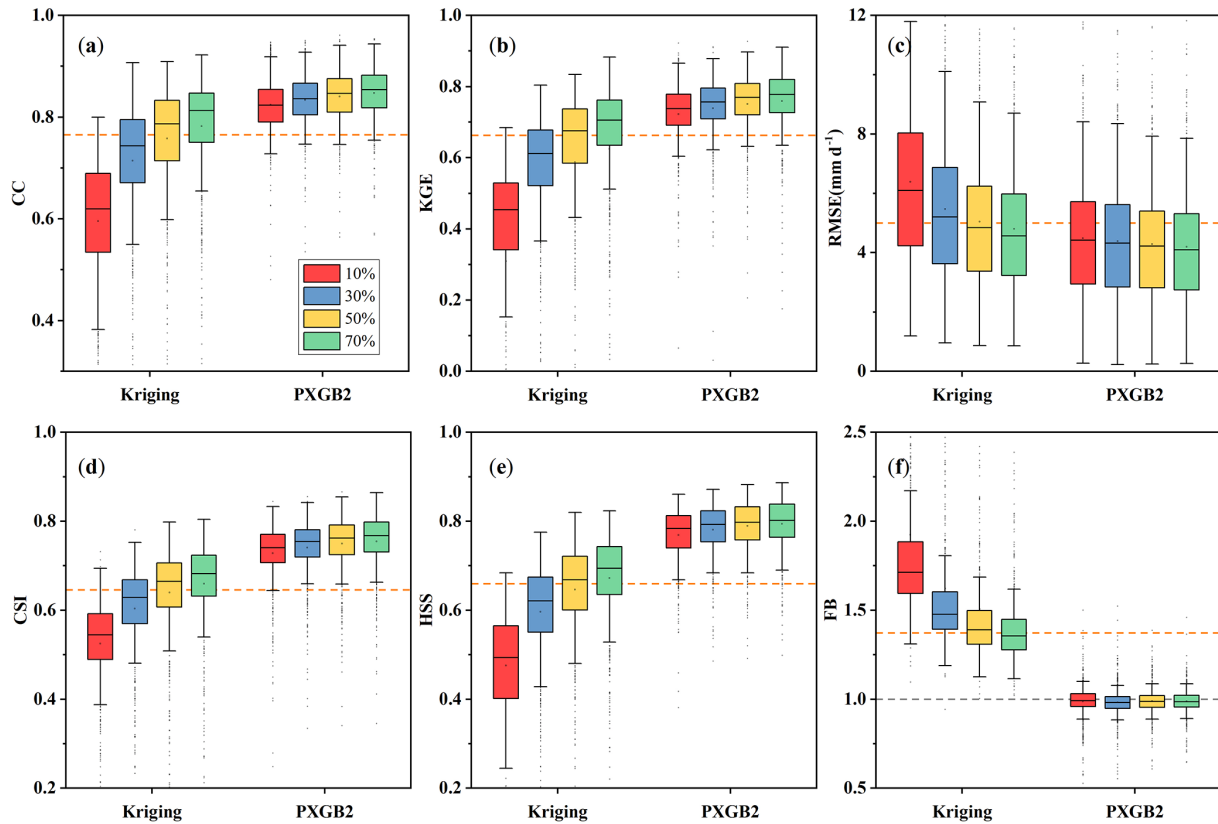 (a)
CC
1.0
0.8
0.6
0.4
10%
30%
50%
70%
Kriging
PXGB2
(b)
KGE
1.0
0.8
0.6
0.4
0.2
0.0
Kriging
PXGB2
(c)
RMSE(mm d-1)
12
8
4
0
Kriging
PXGB2
(d)
CSI
1.0
0.8
0.6
0.4
0.2
Kriging
PXGB2
(e)
HSS
1.0
0.8
0.6
0.4
0.2
Kriging
PXGB2
(f)
FB
2.5
2.0
1.5
1.0
0.5
Kriging
PXGB2